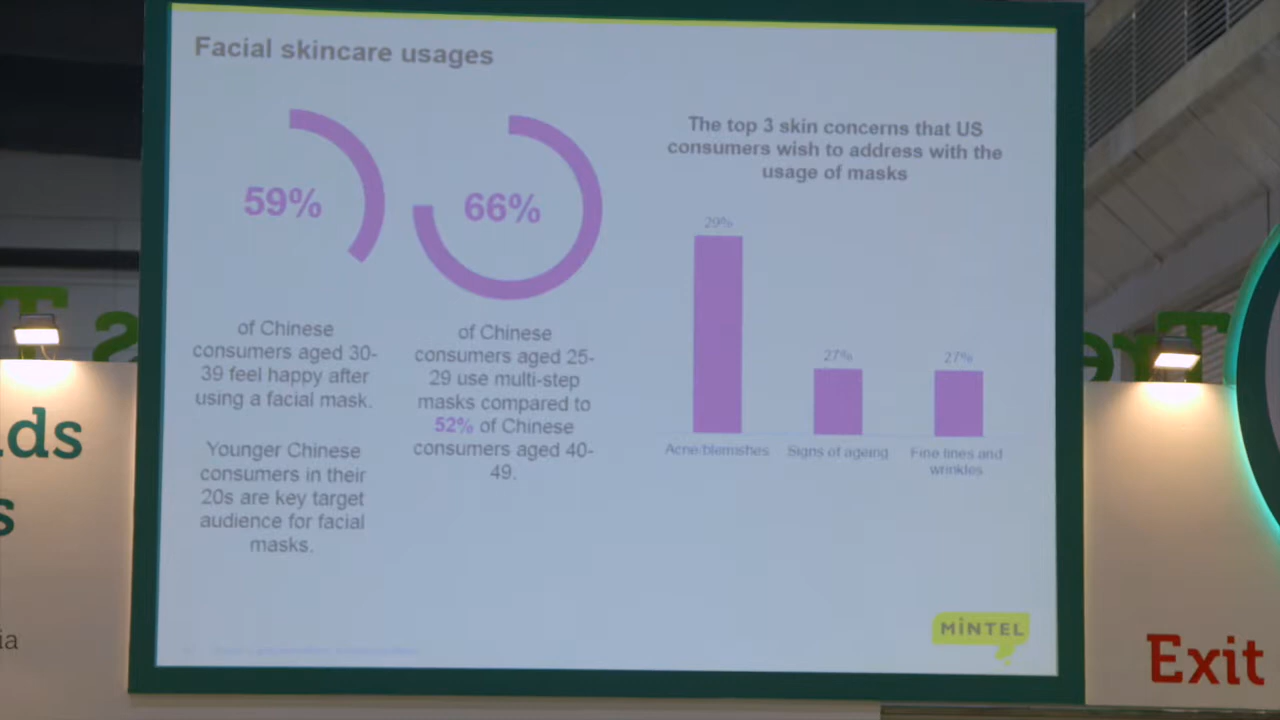 Facial skincare usages
59%
of Chinese
consumers aged 30-
39 feel happy after
using a facial mask.
Younger Chinese
consumers in their
20s are key target
audience for facial
masks.
66%
of Chinese
consumers aged 25-
29 use multi-step
masks compared to
52% of Chinese
consumers aged 40-
49.
The top 3 skin concerns that US
consumers wish to address with the
usage of masks
29%
27%
27%
Acne/blemishes
Signs of ageing
Fine lines and
wrinkles
MiNTEL
ds
s
ia
S T
Tre
Exit